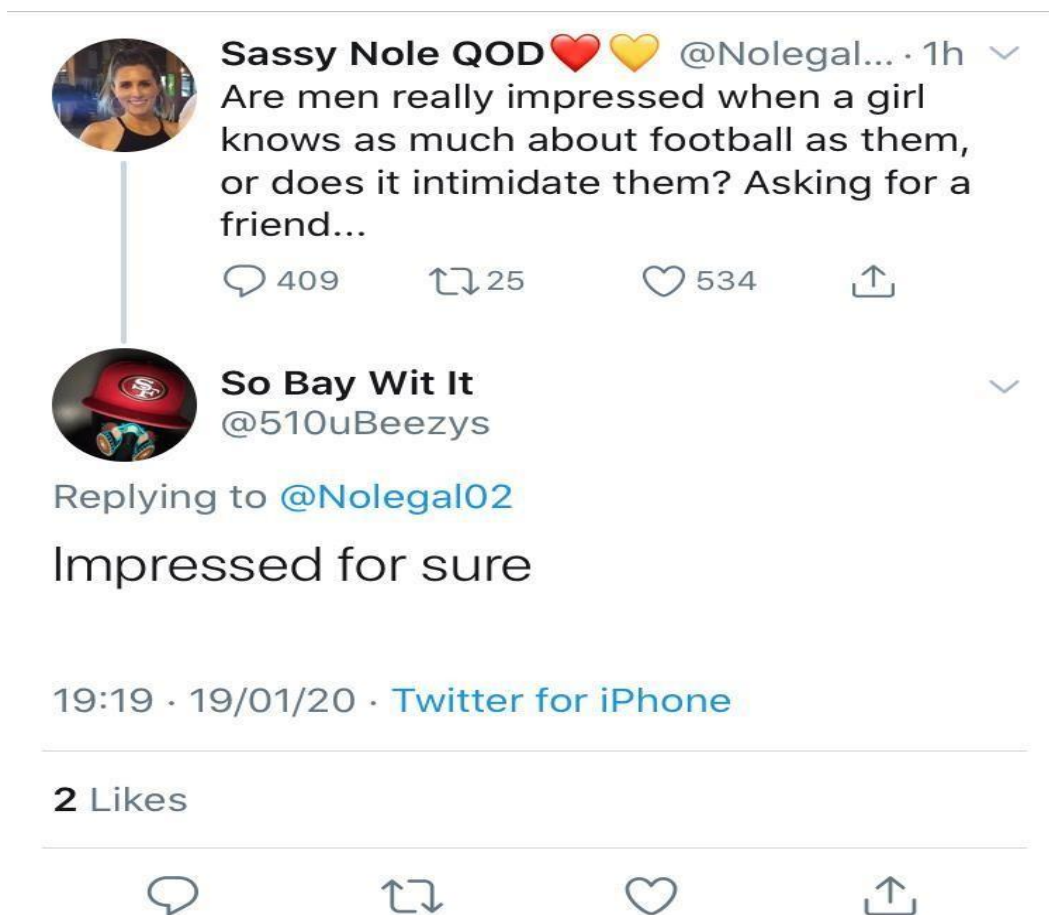 Sassy Nole QOD❤️💛 @Nolegal... · 1h
Are men really impressed when a girl
knows as much about football as them,
or does it intimidate them? Asking for a
friend...
409 25 534
SF
So Bay Wit It
@510uBeezys
Replying to @Nolegal02
Impressed for sure
19:19 · 19/01/20 · Twitter for iPhone
2 Likes